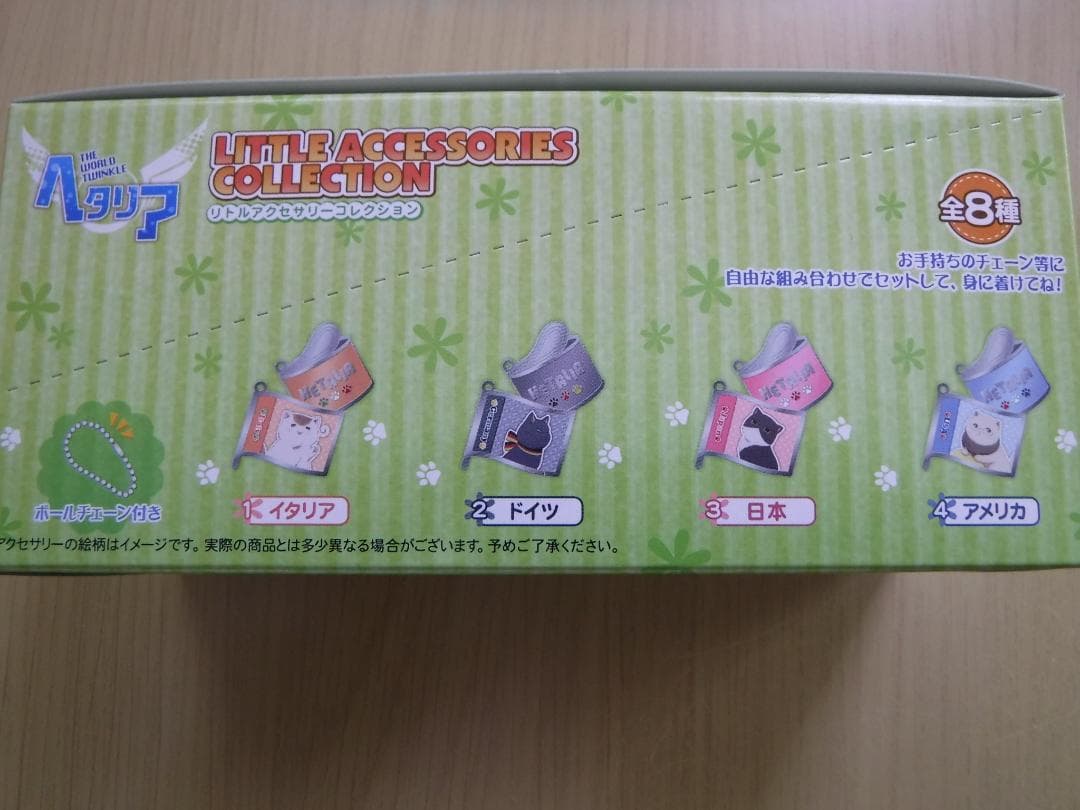 THE
WORLD
TWINKLE
ヘタリア
LITTLE ACCESSORIES
COLLECTION
リトルアクセサリーコレクション
全8種
お手持ちのチェーン等に
自由な組み合わせでセットして、身に着けてね!
HETALIA
HETALIA
HETALIA
HETALIA
ボールチェーン付き
1 イタリア
2 ドイツ
3 日本
4 アメリカ
アクセサリーの絵柄はイメージです。実際の商品とは多少異なる場合がございます。予めご了承ください。